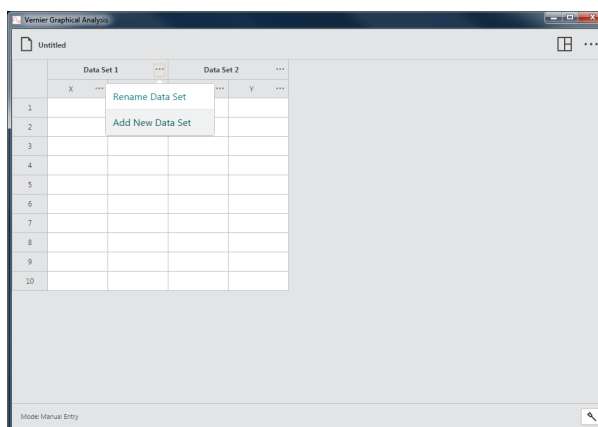 Vernier Graphical Analysis
Untitled
Data Set 1 ... Data Set 2 ...
X ... ... Y ...
Rename Data Set
Add New Data Set
1
2
3
4
5
6
7
8
9
10
Mode: Manual Entry